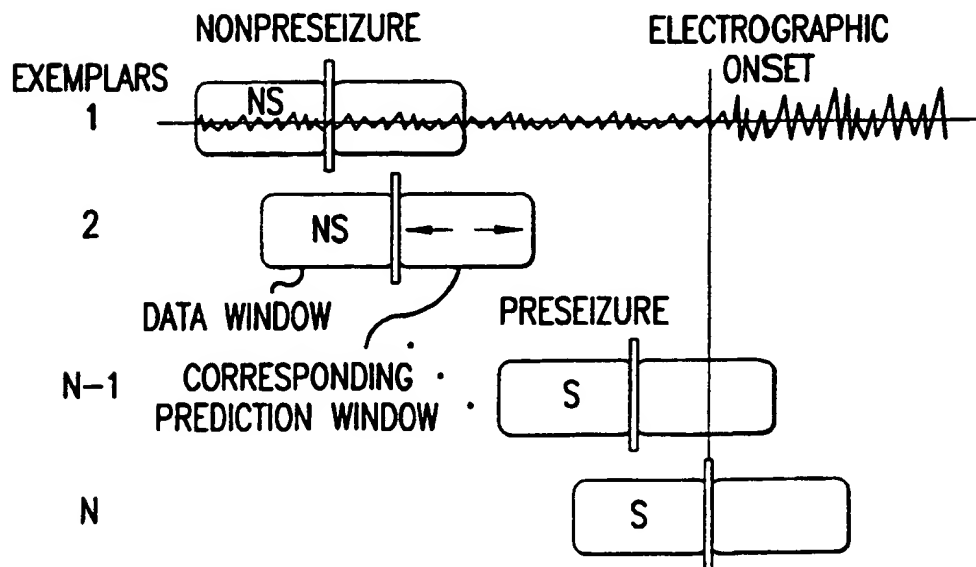 NONPRESEIZURE
ELECTROGRAPHIC
ONSET
EXEMPLARS
1
NS
2
NS
DATA WINDOW
PRESEIZURE
N-1
CORRESPONDING
PREDICTION WINDOW
S
N
S